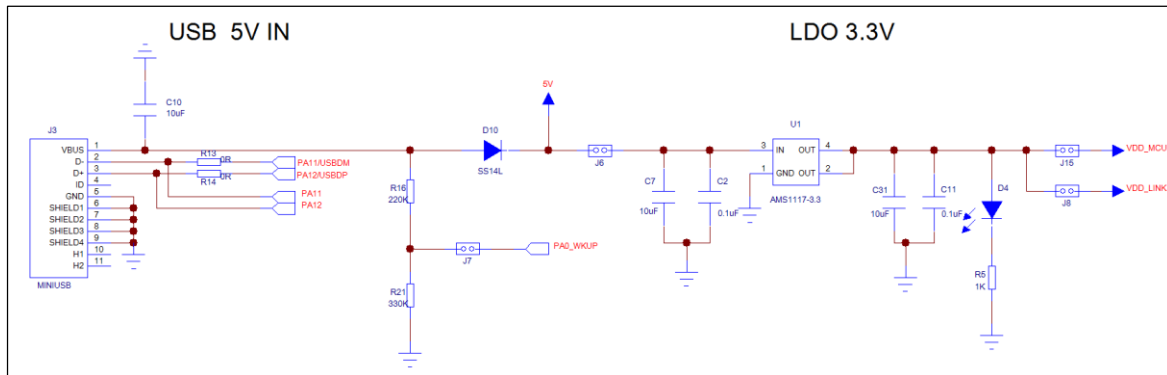 USB 5V IN
LDO 3.3V
C10
10uF
J3
VBUS
D-
D+
ID
GND
SHIELD1
SHIELD2
SHIELD3
SHIELD4
H1
H2
1
2
3
4
5
6
7
8
9
10
11
MINIUSB
R13
0R
R14
0R
PA11/USBDM
PA12/USBDP
PA11
PA12
R16
220K
R21
330K
J7
PA0_WKUP
D10
SS14L
5V
J6
C7
10uF
C2
0.1uF
U1
3
IN
OUT
4
1
GND
OUT
2
AMS1117-3.3
C31
10uF
C11
0.1uF
D4
R5
1K
J15
VDD_MCU
J8
VDD_LINK